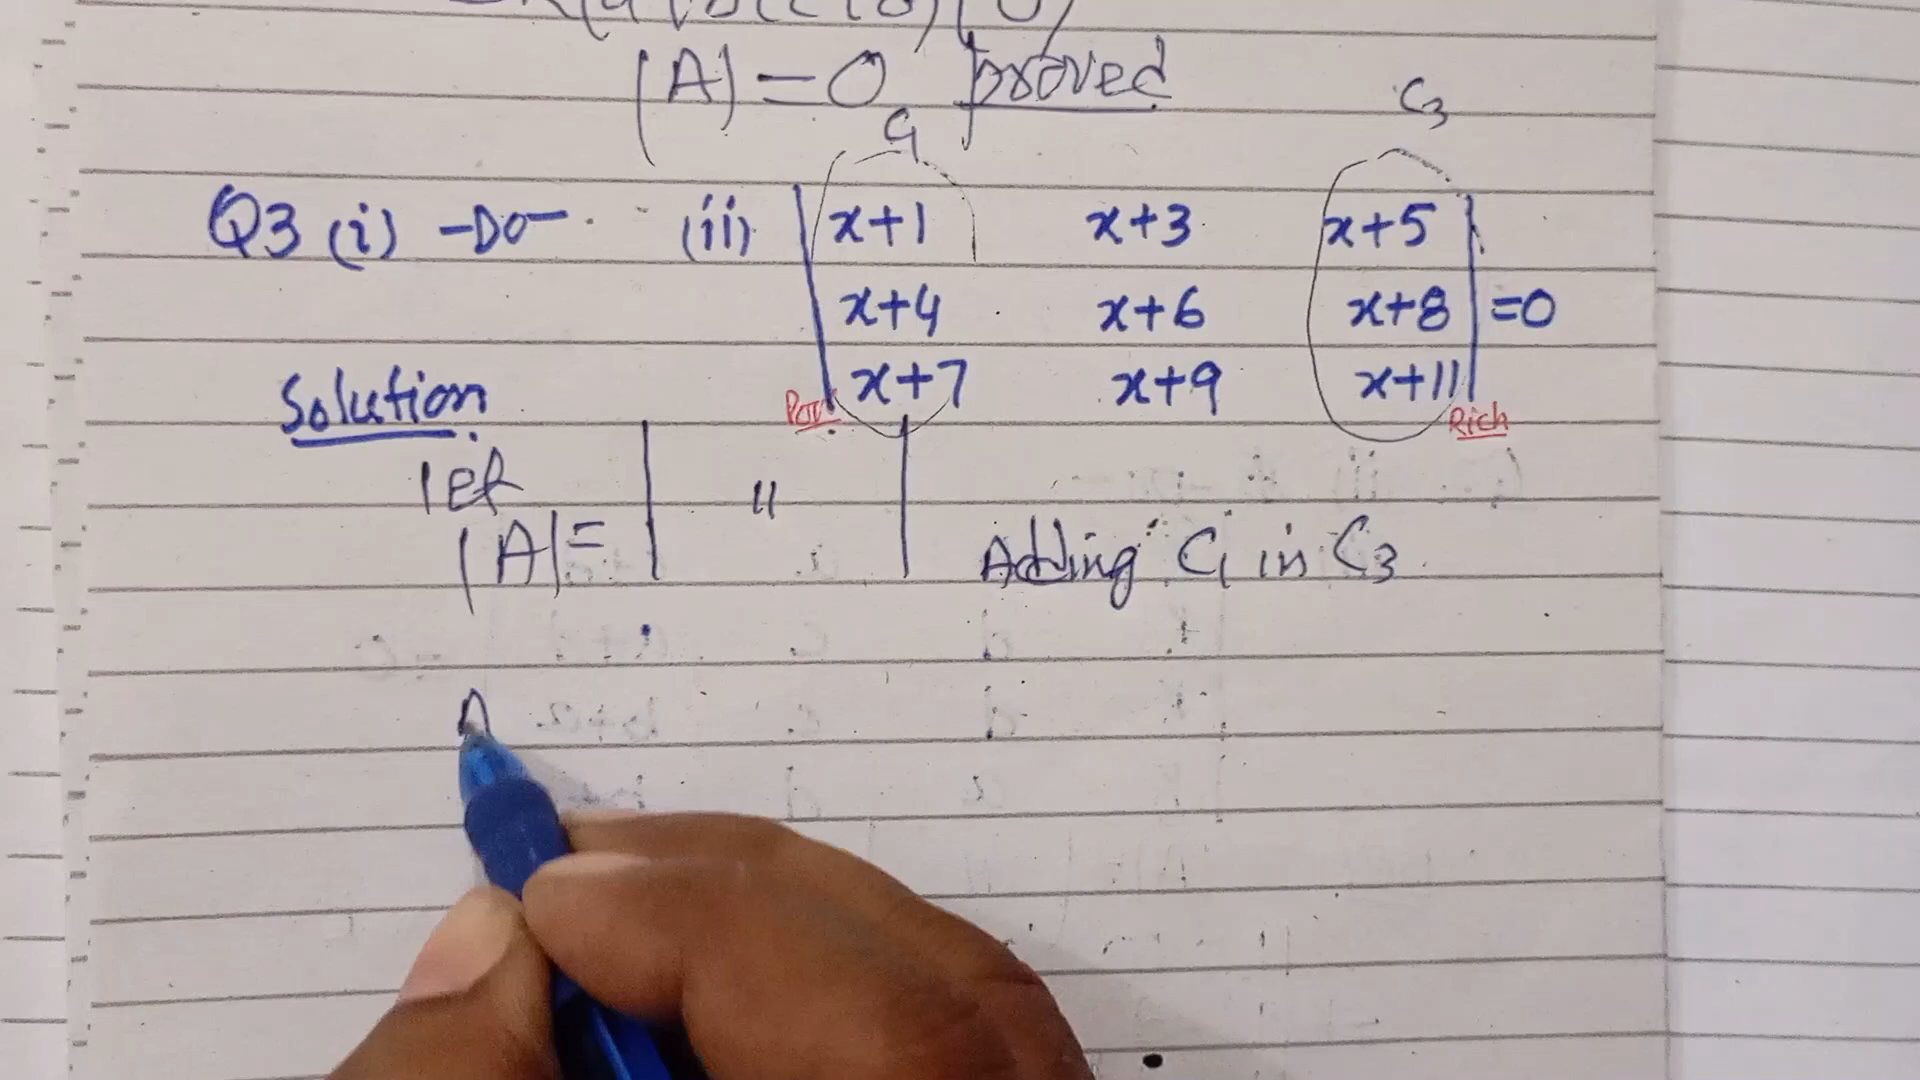 |A|=0 proved
C1 C3
Q3 (i) -Do- (ii) | x+1 x+3 x+5 |
| x+4 x+6 x+8 | =0
Solution | x+7 x+9 x+11 |
Rich
let
|A|= | " | Adding C1 in C3